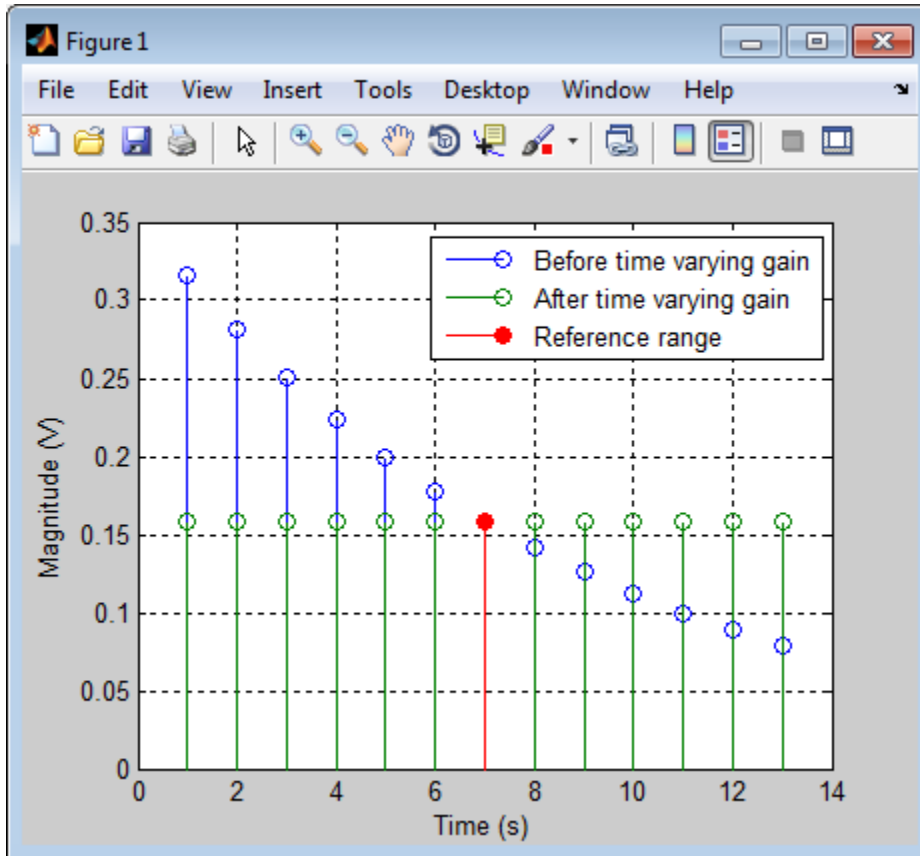 Figure 1
File Edit View Insert Tools Desktop Window Help
Before time varying gain
After time varying gain
Reference range
0.35
0.3
0.25
0.2
0.15
0.1
0.05
0
Magnitude (V)
0 2 4 6 8 10 12 14
Time (s)